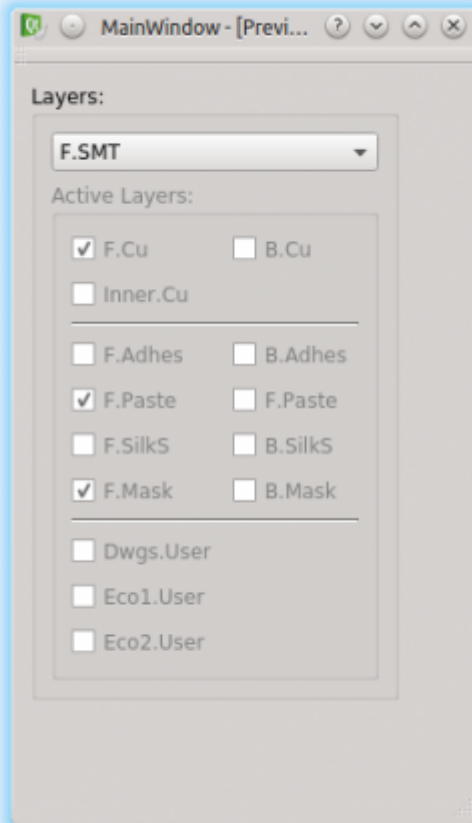 MainWindow - [Previ...
Layers:
F.SMT
Active Layers:
F.Cu B.Cu
Inner.Cu
F.Adhes B.Adhes
F.Paste F.Paste
F.SilkS B.SilkS
F.Mask B.Mask
Dwgs.User
Eco1.User
Eco2.User